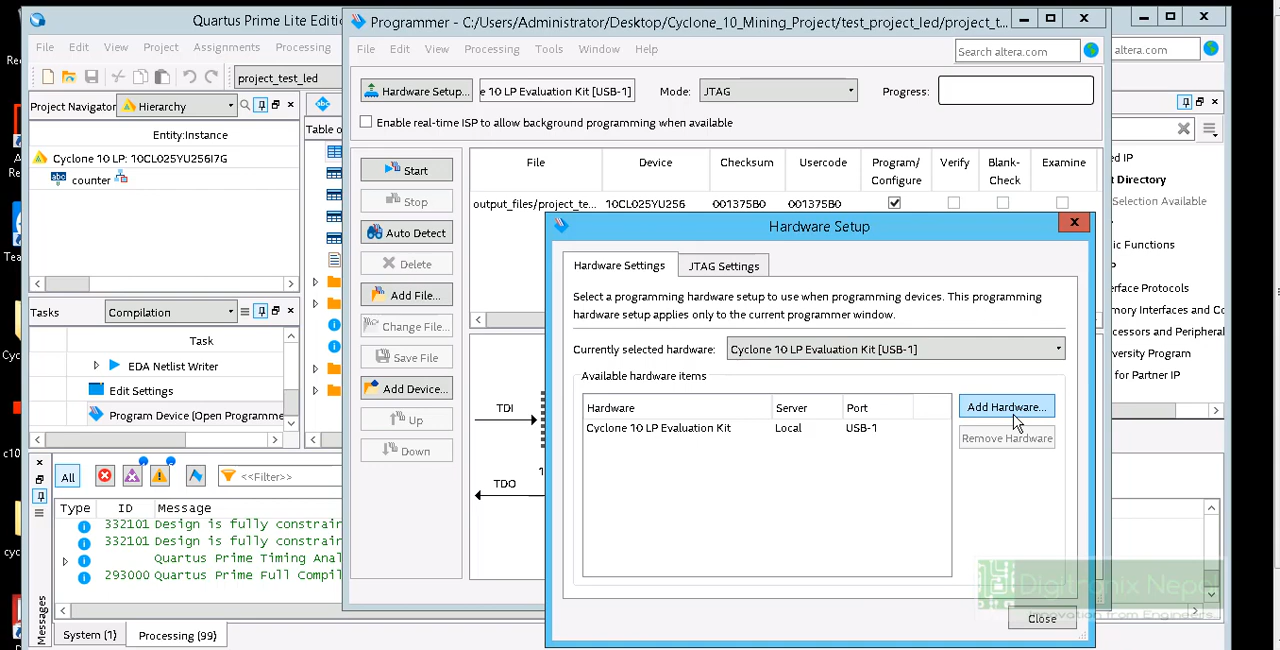 Quartus Prime Lite Editio
File Edit View Project Assignments Processing
project_test_led
Project Navigator Hierarchy
Entity:Instance
Cyclone 10 LP: 10CL025YU256I7G
counter
Table o
Tasks Compilation
Task
EDA Netlist Writer
Edit Settings
Program Device (Open Programme
All <<Filter>>
Type ID Message
332101 Design is fully constrain
332101 Design is fully constrain
Quartus Prime Timing Anal
293000 Quartus Prime Full Compil
Messages
System (1) Processing (99)
Programmer - C:/Users/Administrator/Desktop/Cyclone_10_Mining_Project/test_project_led/project_t...
File Edit View Processing Tools Window Help
Search altera.com
Hardware Setup... e 10 LP Evaluation Kit [USB-1] Mode: JTAG Progress:
Enable real-time ISP to allow background programming when available
Start
Stop
Auto Detect
Delete
Add File...
Change File...
Save File
Add Device...
Up
Down
File Device Checksum Usercode Program/ Verify Blank- Examine
Configure Check
output_files/project_te... 10CL025YU256 001375B0 001375B0
TDI
TDO
Hardware Setup
Hardware Settings JTAG Settings
Select a programming hardware setup to use when programming devices. This programming
hardware setup applies only to the current programmer window.
Currently selected hardware: Cyclone 10 LP Evaluation Kit [USB-1]
Available hardware items
Hardware Server Port
Cyclone 10 LP Evaluation Kit Local USB-1
Add Hardware...
Remove Hardware
Close
altera.com
ed IP
t Directory
Selection Available
c Functions
P
rface Protocols
mory Interfaces and Co
cessors and Peripheral
versity Program
for Partner IP
Digitronix Nepal
Innovation from Engineers